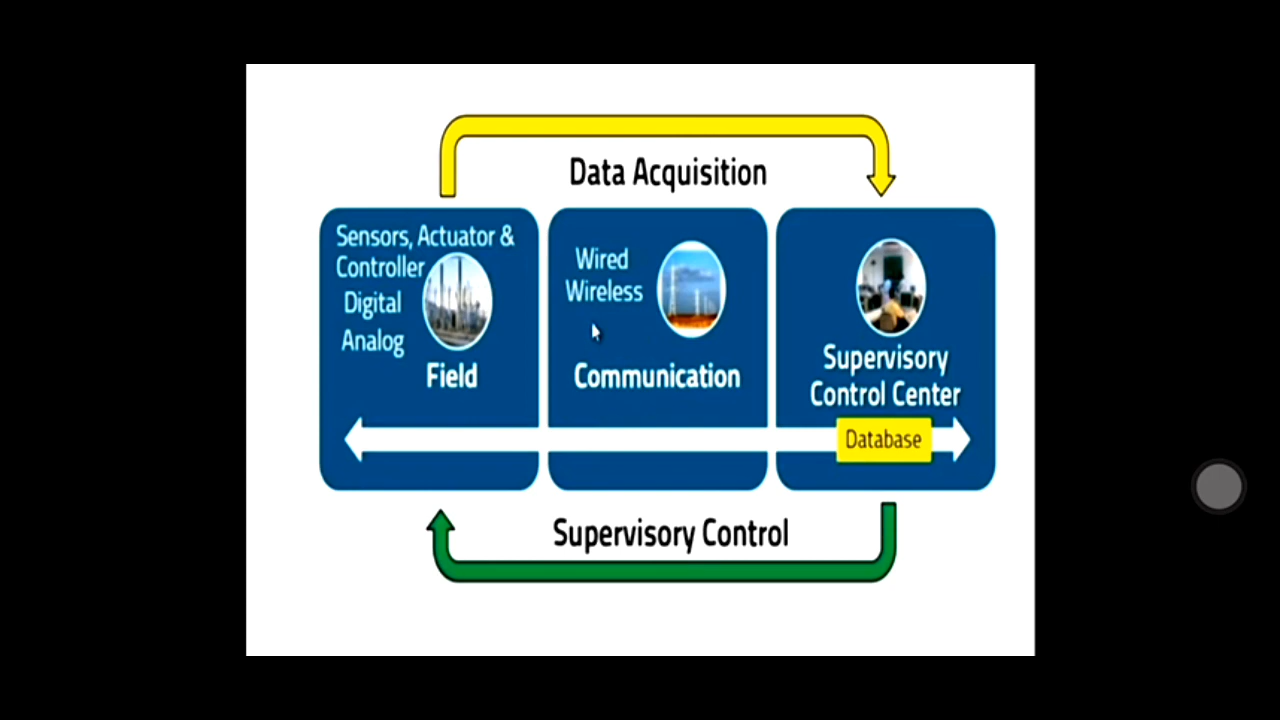 Data Acquisition
Sensors, Actuator &
Controller
Digital
Analog
Field
Wired
Wireless
Communication
Supervisory
Control Center
Database
Supervisory Control